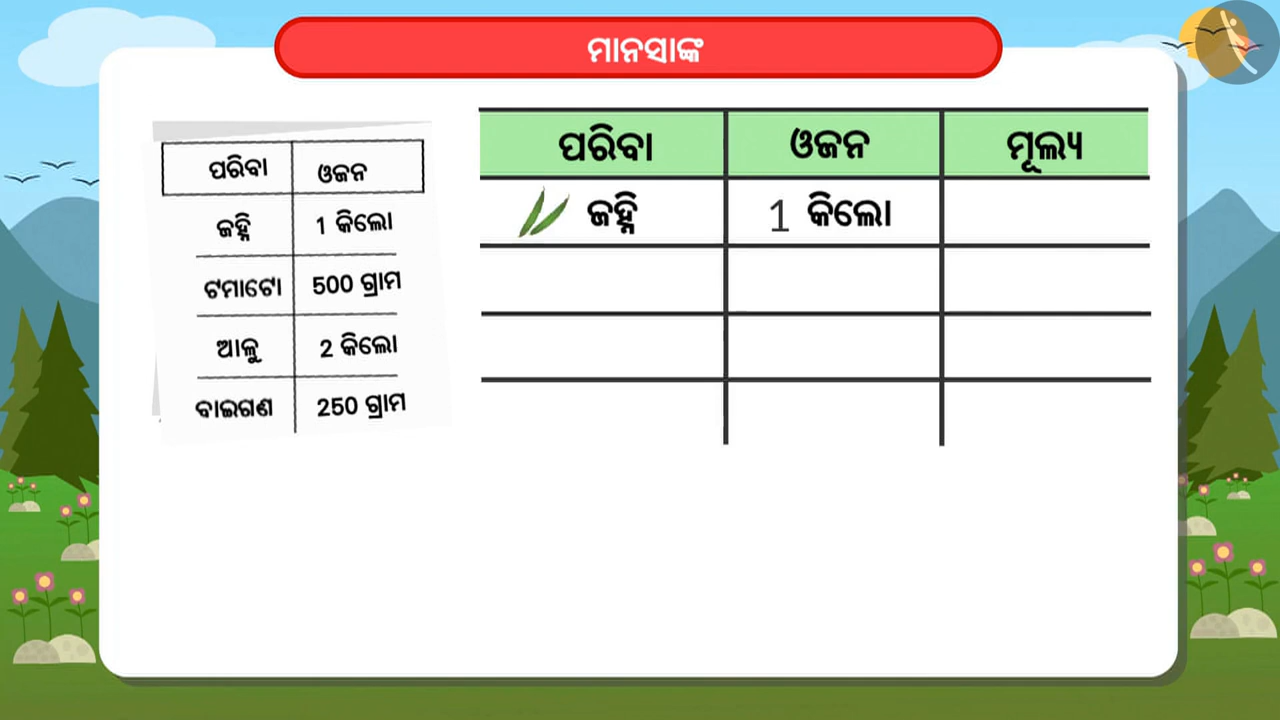 ମାନସାଙ୍କ
ପରିବା ଓଜନ
ଜହ୍ନି 1 କିଲୋ
ଟମାଟୋ 500 ଗ୍ରାମ
ଆଳୁ 2 କିଲୋ
ବାଇଗଣ 250 ଗ୍ରାମ
ପରିବା ଓଜନ ମୂଲ୍ୟ
ଜହ୍ନି 1 କିଲୋ